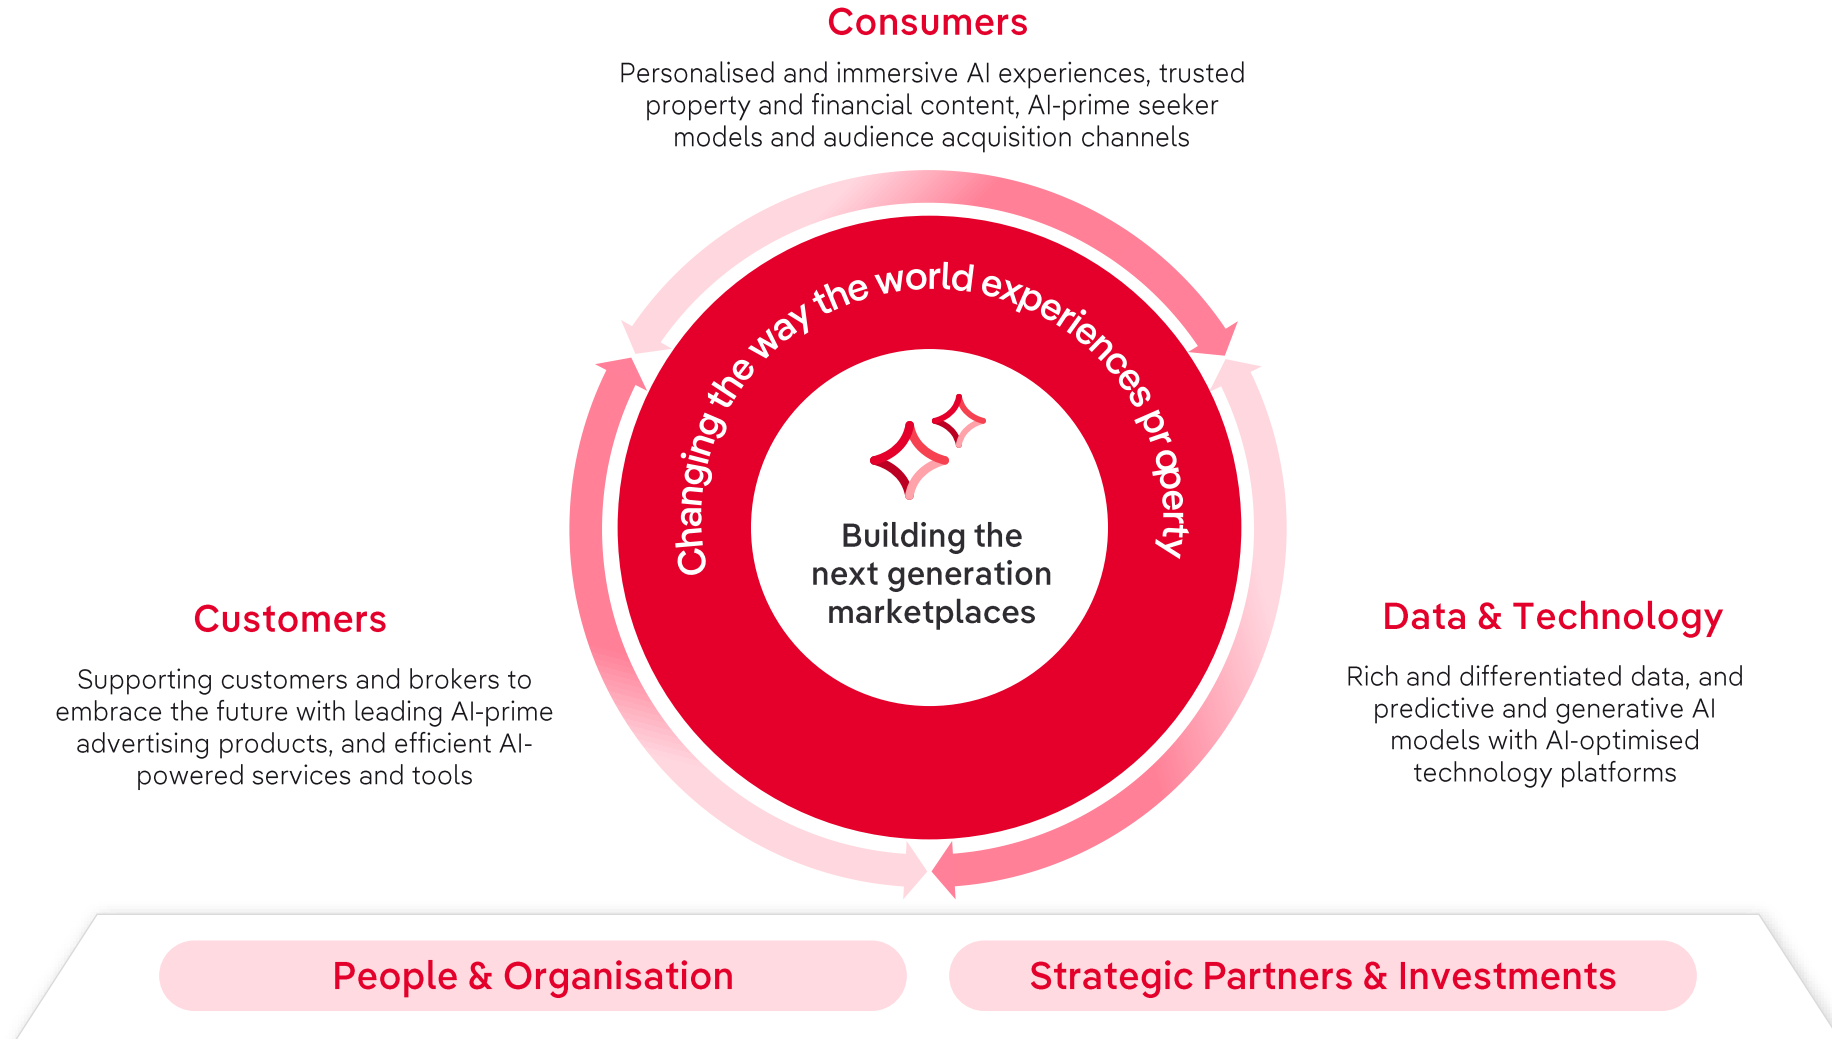 Consumers
Personalised and immersive AI experiences, trusted
property and financial content, AI-prime seeker
models and audience acquisition channels
Changing the way the world experiences property
Building the
next generation
marketplaces
Customers
Supporting customers and brokers to
embrace the future with leading AI-prime
advertising products, and efficient AI-
powered services and tools
Data & Technology
Rich and differentiated data, and
predictive and generative AI
models with AI-optimised
technology platforms
People & Organisation
Strategic Partners & Investments